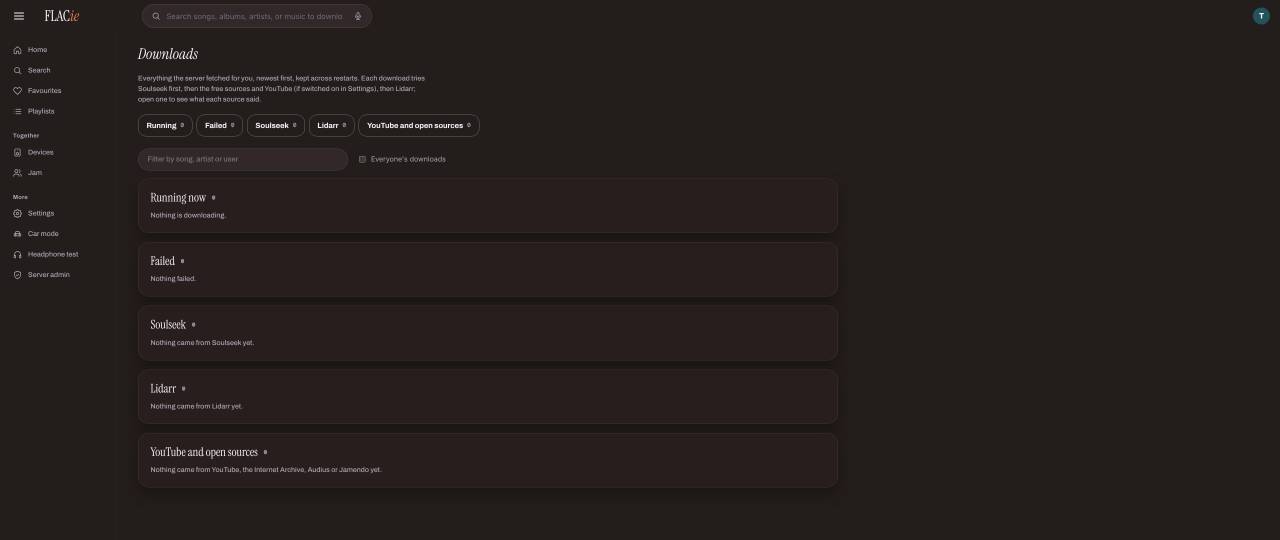 FLACie
Search songs, albums, artists, or music to downlo
T
Home
Search
Favourites
Playlists
Together
Devices
Jam
More
Settings
Car mode
Headphone test
Server admin
Downloads
Everything the server fetched for you, newest first, kept across restarts. Each download tries
Soulseek first, then the free sources and YouTube (if switched on in Settings), then Lidarr;
open one to see what each source said.
Running 0 Failed 0 Soulseek 0 Lidarr 0 YouTube and open sources 0
Filter by song, artist or user
Everyone's downloads
Running now 0
Nothing is downloading.
Failed 0
Nothing failed.
Soulseek 0
Nothing came from Soulseek yet.
Lidarr 0
Nothing came from Lidarr yet.
YouTube and open sources 0
Nothing came from YouTube, the Internet Archive, Audius or Jamendo yet.